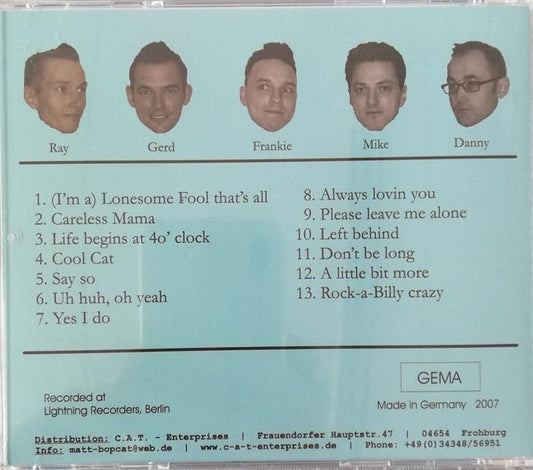 Ray Gerd Frankie Mike Danny
1. (I'm a) Lonesome Fool that's all
2. Careless Mama
3. Life begins at 4o' clock
4. Cool Cat
5. Say so
6. Uh huh, oh yeah
7. Yes I do
8. Always lovin you
9. Please leave me alone
10. Left behind
11. Don't be long
12. A little bit more
13. Rock-a-Billy crazy
GEMA
Recorded at
Lightning Recorders, Berlin
Made in Germany 2007
Distribution: C.A.T. - Enterprises | Frauendorfer Hauptstr.47 | 04654 Frohburg
Info: matt-bopcat@web.de | www.c-a-t-enterprises.de | Phone: +49(0)34348/56951